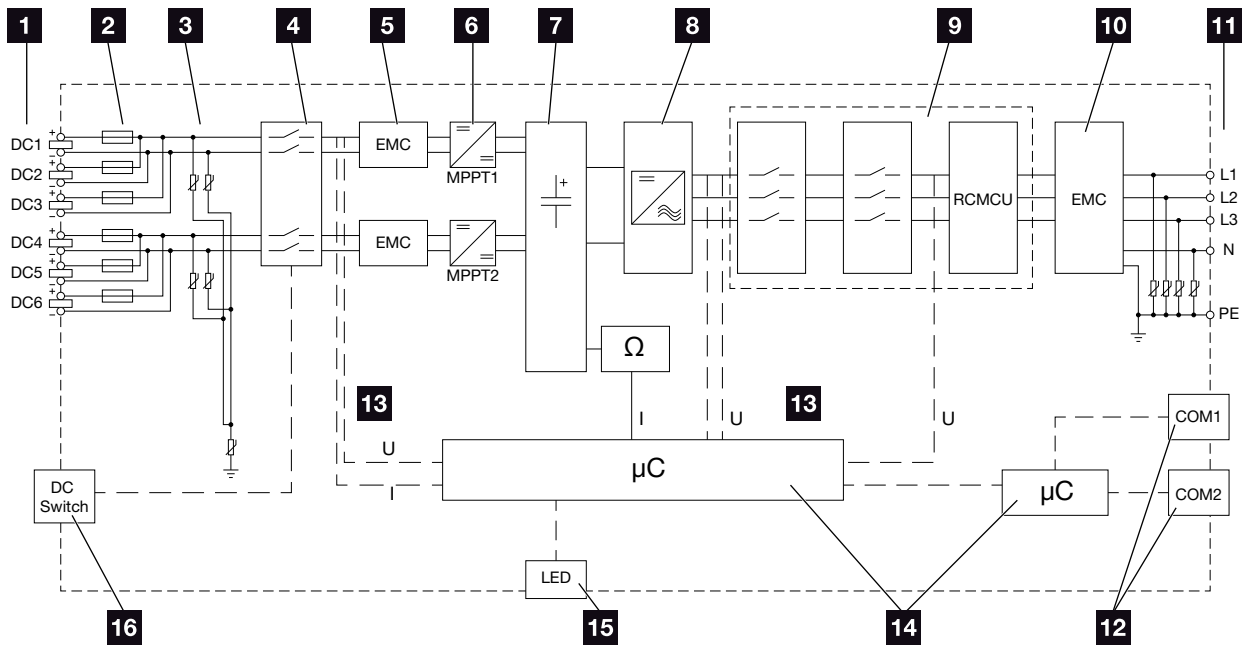 1 2 3 4 5 6 7 8 9 10 11
DC1 + −
DC2 + −
DC3 + −
DC4 + −
DC5 + −
DC6 + −
EMC
MPPT1
EMC
MPPT2
+
RCMCU
EMC
L1
L2
L3
N
PE
Ω
13
13
I
U
U
U
I
µC
µC
COM1
COM2
DC
Switch
LED
16 15 14 12